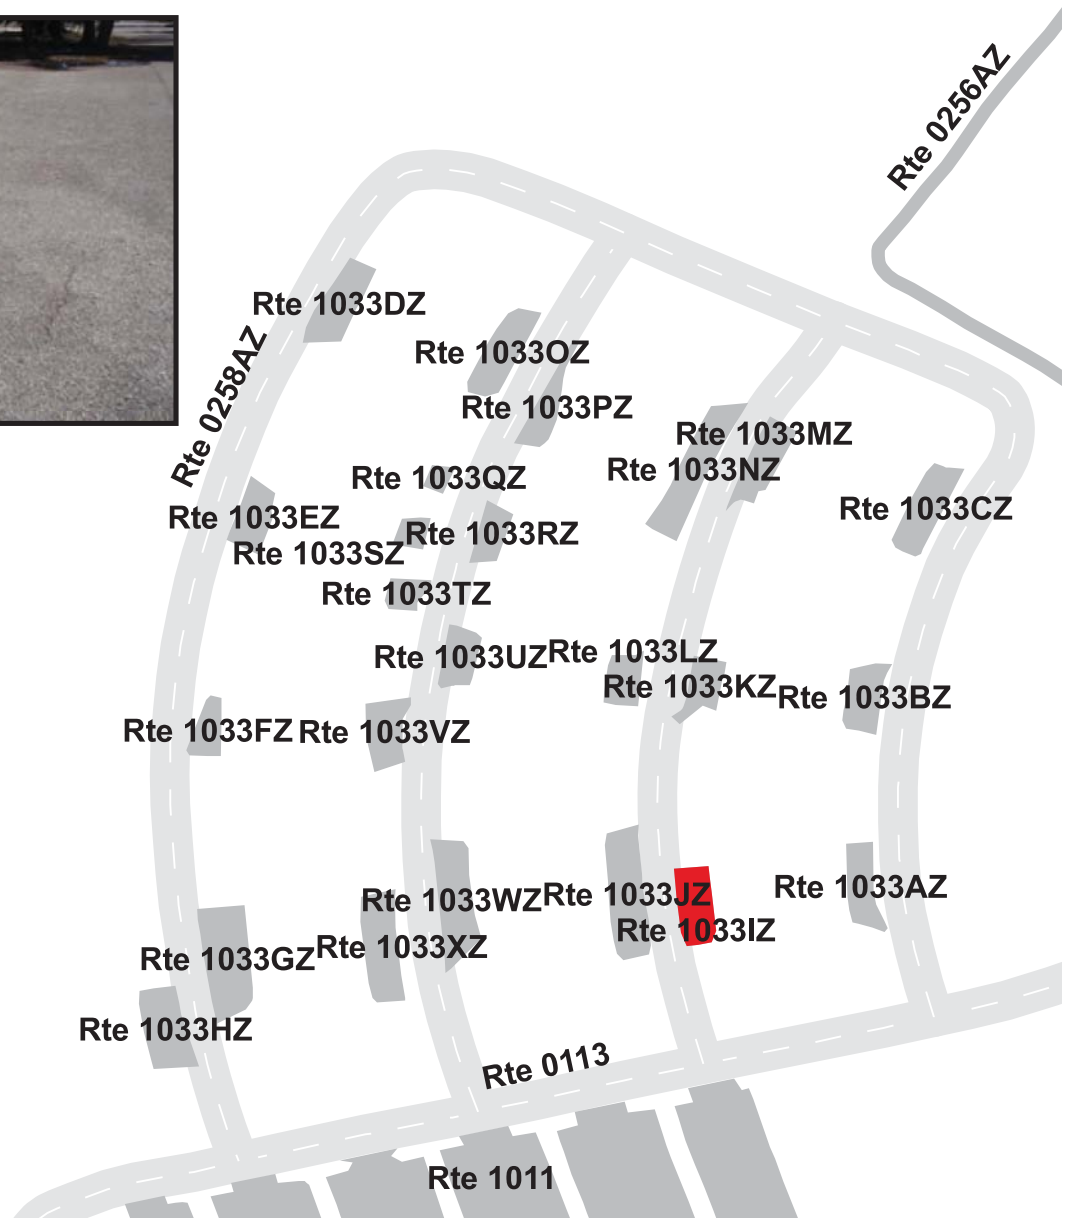 Rte 0256AZ
Rte 1033DZ
Rte 0258AZ
Rte 1033OZ
Rte 1033PZ
Rte 1033MZ
Rte 1033NZ
Rte 1033QZ
Rte 1033CZ
Rte 1033EZ
Rte 1033RZ
Rte 1033SZ
Rte 1033TZ
Rte 1033UZ
Rte 1033LZ
Rte 1033KZ
Rte 1033BZ
Rte 1033FZ
Rte 1033VZ
Rte 1033WZ
Rte 1033JZ
Rte 1033AZ
Rte 1033IZ
Rte 1033XZ
Rte 1033GZ
Rte 1033HZ
Rte 0113
Rte 1011